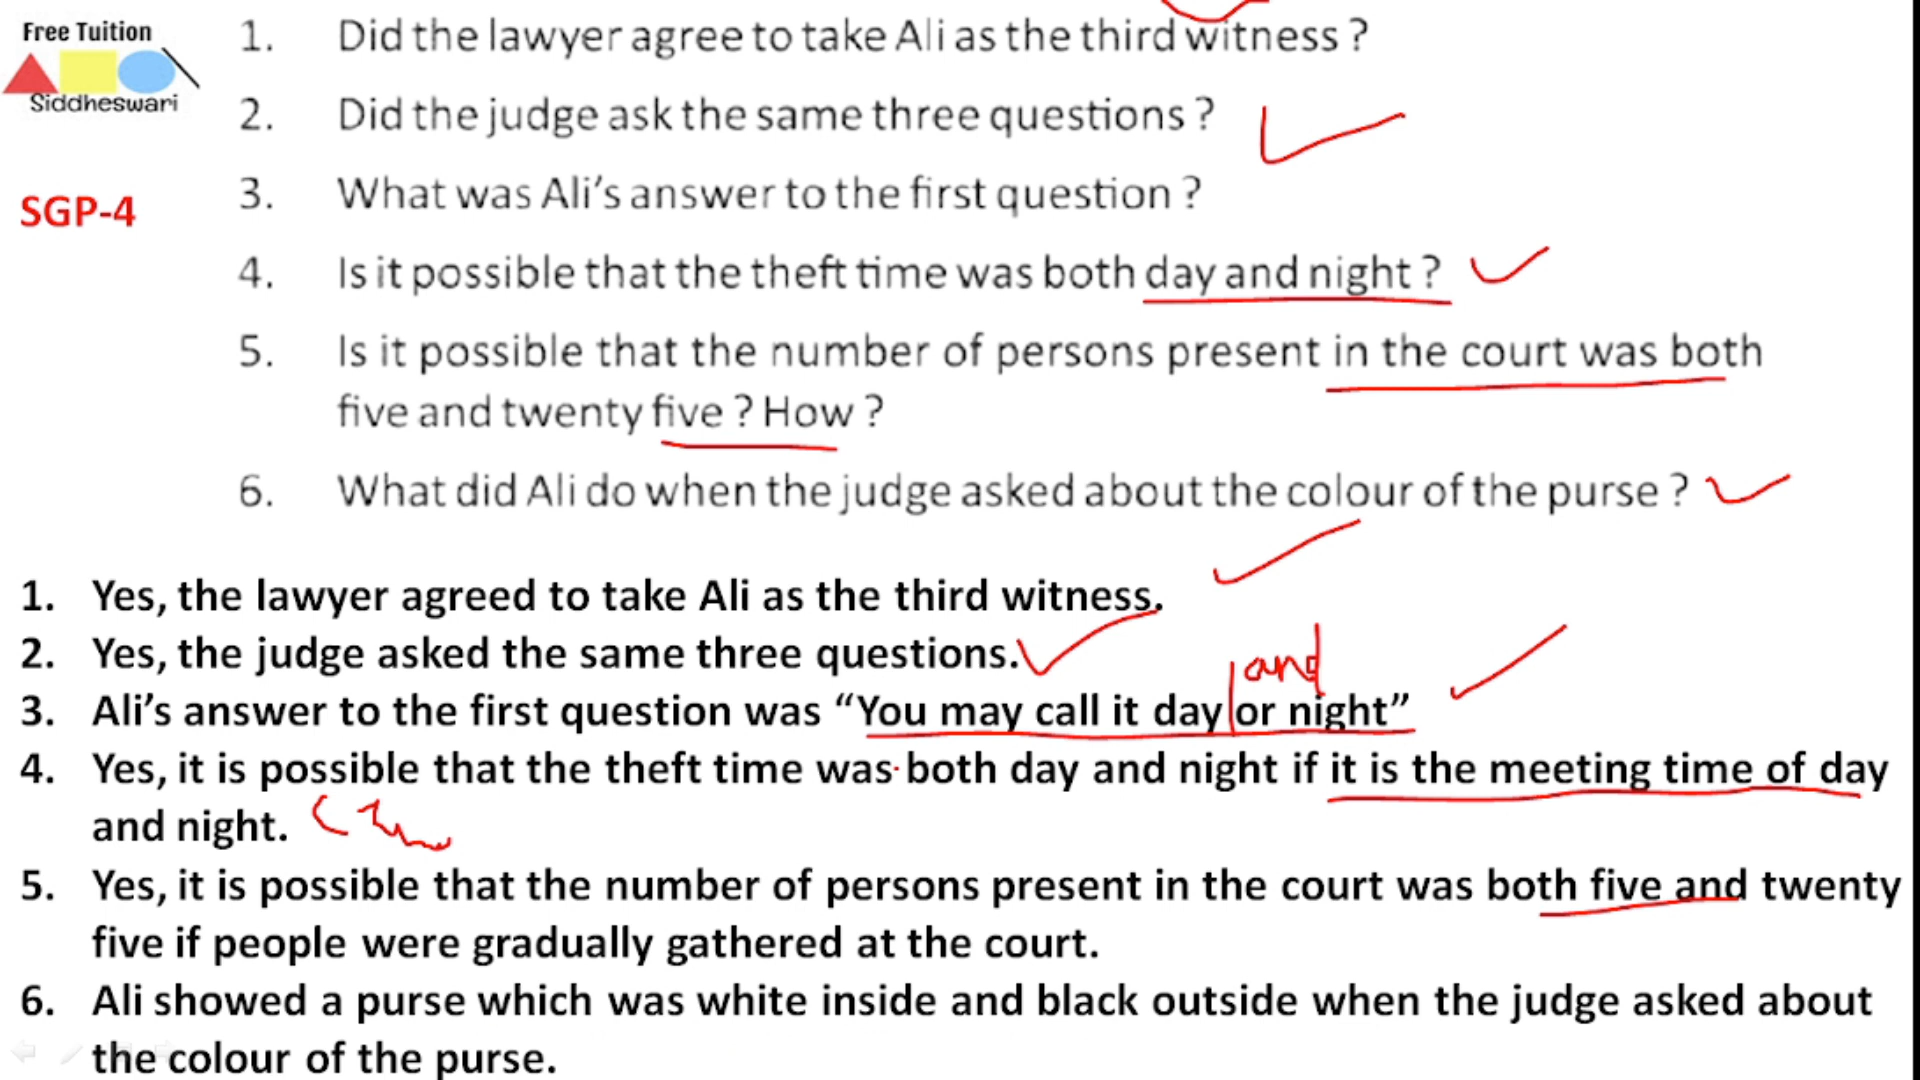 Free Tuition
Siddheswari
SGP-4
1. Did the lawyer agree to take Ali as the third witness ?
2. Did the judge ask the same three questions ?
3. What was Ali’s answer to the first question ?
4. Is it possible that the theft time was both day and night ?
5. Is it possible that the number of persons present in the court was both
five and twenty five ? How ?
6. What did Ali do when the judge asked about the colour of the purse ?
1. Yes, the lawyer agreed to take Ali as the third witness.
2. Yes, the judge asked the same three questions.
and
3. Ali’s answer to the first question was “You may call it day or night”
4. Yes, it is possible that the theft time was both day and night if it is the meeting time of day
and night.
5. Yes, it is possible that the number of persons present in the court was both five and twenty
five if people were gradually gathered at the court.
6. Ali showed a purse which was white inside and black outside when the judge asked about
the colour of the purse.